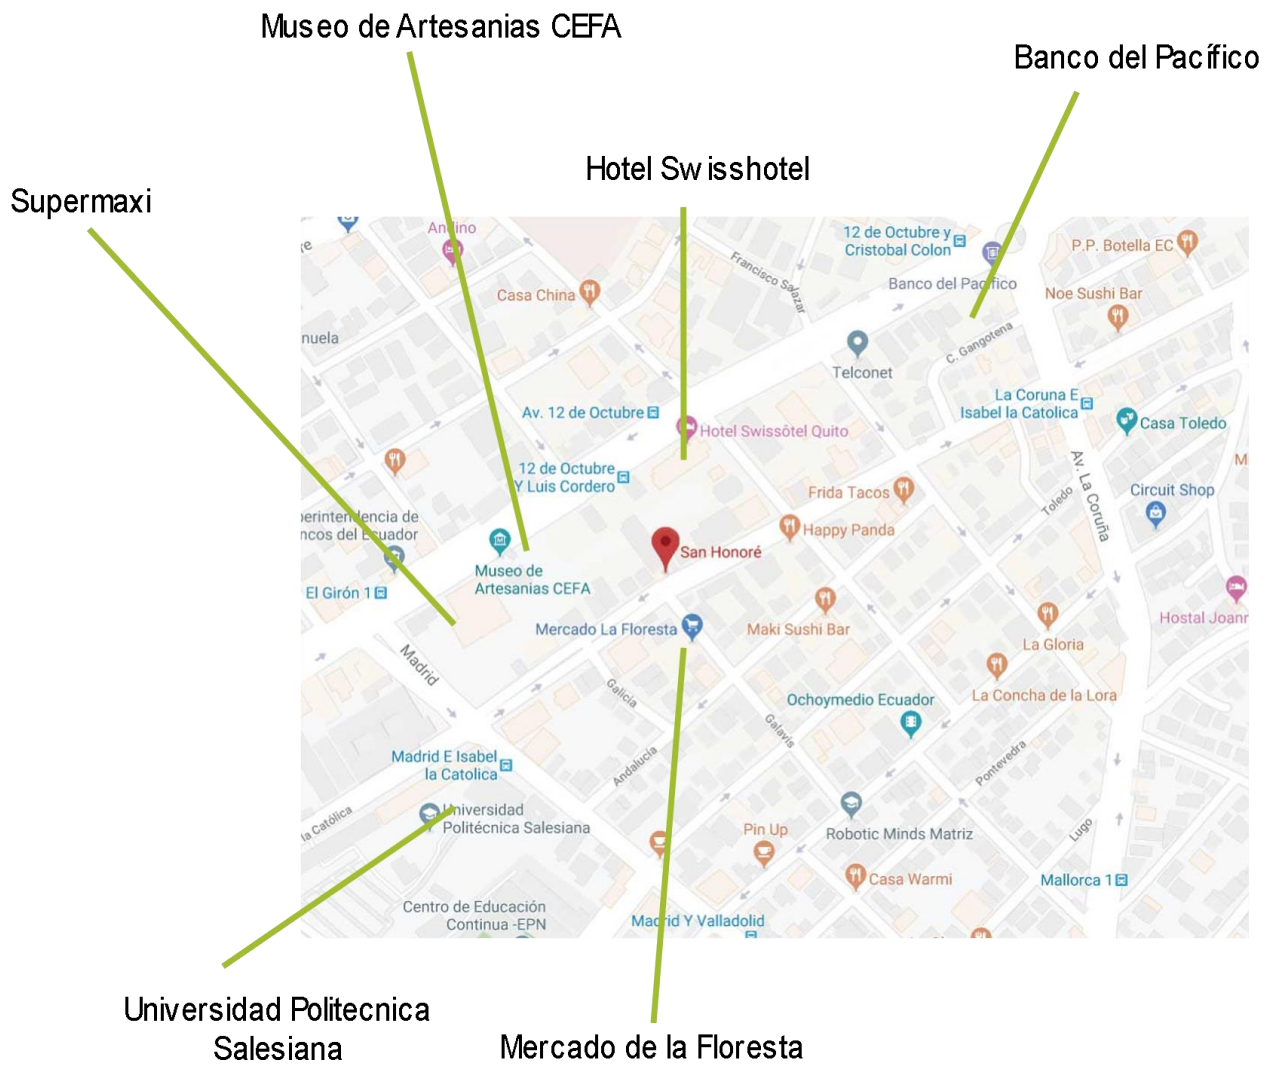 Museo de Artesanias CEFA
Banco del Pacífico
Hotel Swisshotel
Supermaxi
Andino
12 de Octubre y
Cristobal Colon
P.P. Botella EC
Francisco Salazar
Casa China
Banco del Pacífico
Noe Sushi Bar
nuela
C. Gangotena
Telconet
La Coruna E
Isabel la Catolica
Av. 12 de Octubre
Hotel Swissôtel Quito
Casa Toledo
12 de Octubre
Y Luis Cordero
Av. La Coruña
M
Frida Tacos
Toledo
Circuit Shop
perintendencia de
ncos del Ecuador
Happy Panda
San Honoré
Museo de
Artesanias CEFA
El Girón 1
Mercado La Floresta
Maki Sushi Bar
Hostal Joann
La Gloria
Madrid
Galicia
La Concha de la Lora
Ochoymedio Ecuador
Galavis
Madrid E Isabel
la Catolica
Andalucía
Pontevedra
la Católica
Universidad
Politécnica Salesiana
Pin Up
Robotic Minds Matriz
Lugo
Casa Warmi
Mallorca 1
Centro de Educación
Continua -EPN
Madrid Y Valladolid
Universidad Politecnica
Salesiana
Mercado de la Floresta